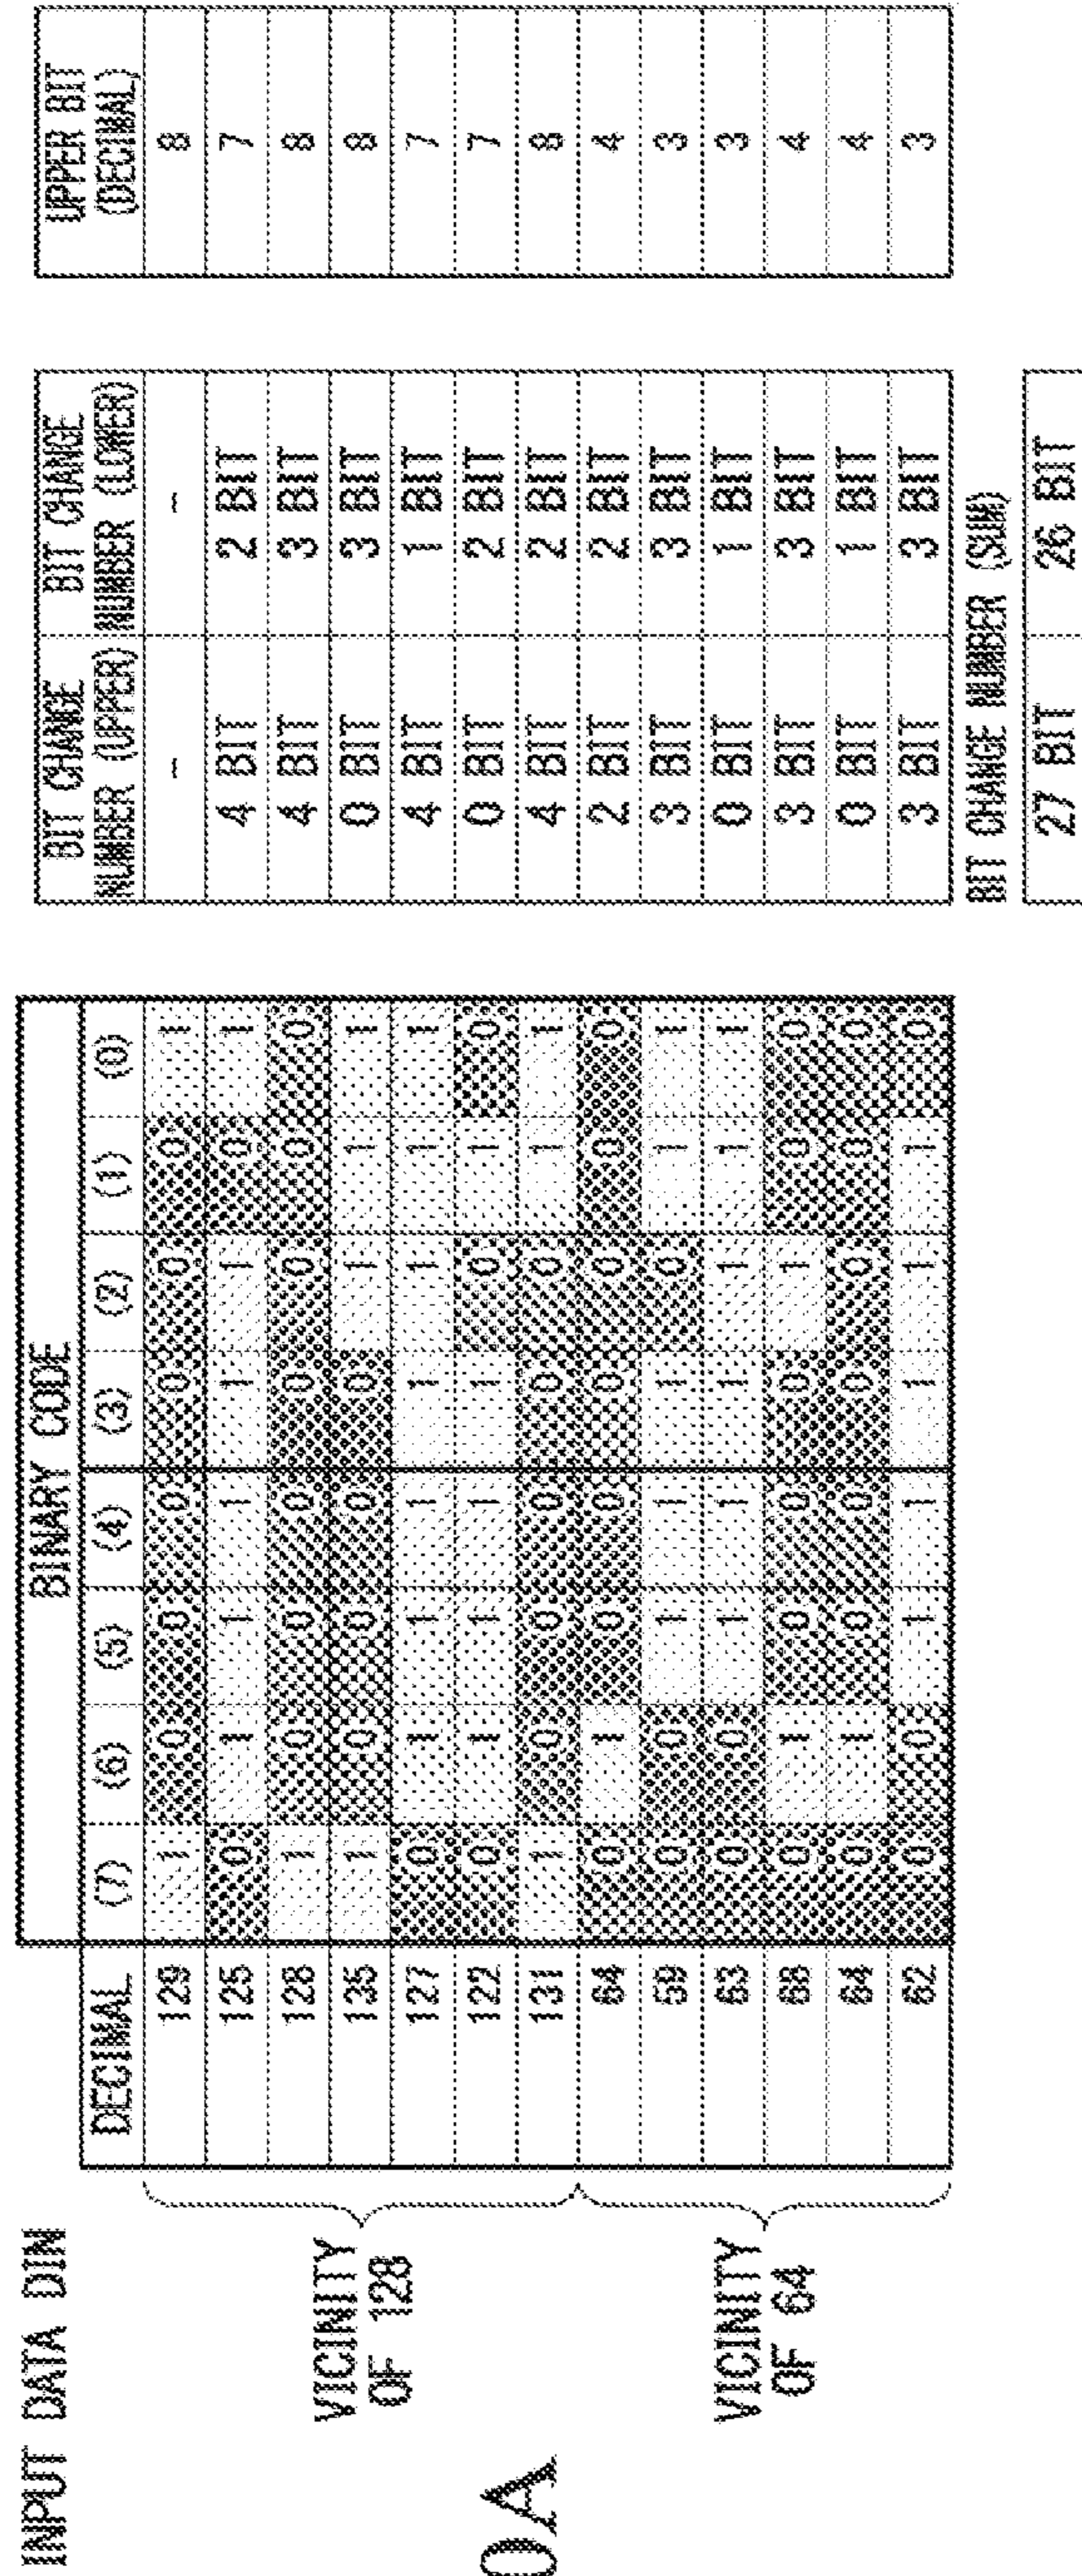 INPUT DATA DIN
BINARY CODE
BIT CHANGE NUMBER (UPPER) BIT CHANGE NUMBER (LOWER) UPPER BIT (DECIMAL)
DECIMAL (7) (6) (5) (4) (3) (2) (1) (0)
129 1 0 0 0 0 0 0 1 - - 8
125 0 1 1 1 1 1 0 1 4 BIT 2 BIT 7
128 1 0 0 0 0 0 0 0 4 BIT 3 BIT 8
135 1 0 0 0 0 1 1 1 0 BIT 3 BIT 8
127 0 1 1 1 1 1 1 1 4 BIT 1 BIT 7
122 0 1 1 1 1 0 1 0 0 BIT 2 BIT 7
131 1 0 0 0 0 0 1 1 4 BIT 2 BIT 8
64 0 1 0 0 0 0 0 0 2 BIT 2 BIT 4
59 0 0 1 1 1 0 1 1 3 BIT 3 BIT 3
63 0 0 1 1 1 1 1 1 0 BIT 1 BIT 3
68 0 1 0 0 0 1 0 0 3 BIT 3 BIT 4
64 0 1 0 0 0 0 0 0 0 BIT 1 BIT 4
62 0 0 1 1 1 1 1 0 3 BIT 3 BIT 3
VICINITY
OF 128
VICINITY
OF 64
BIT CHANGE NUMBER (SUM)
27 BIT 26 BIT
0A